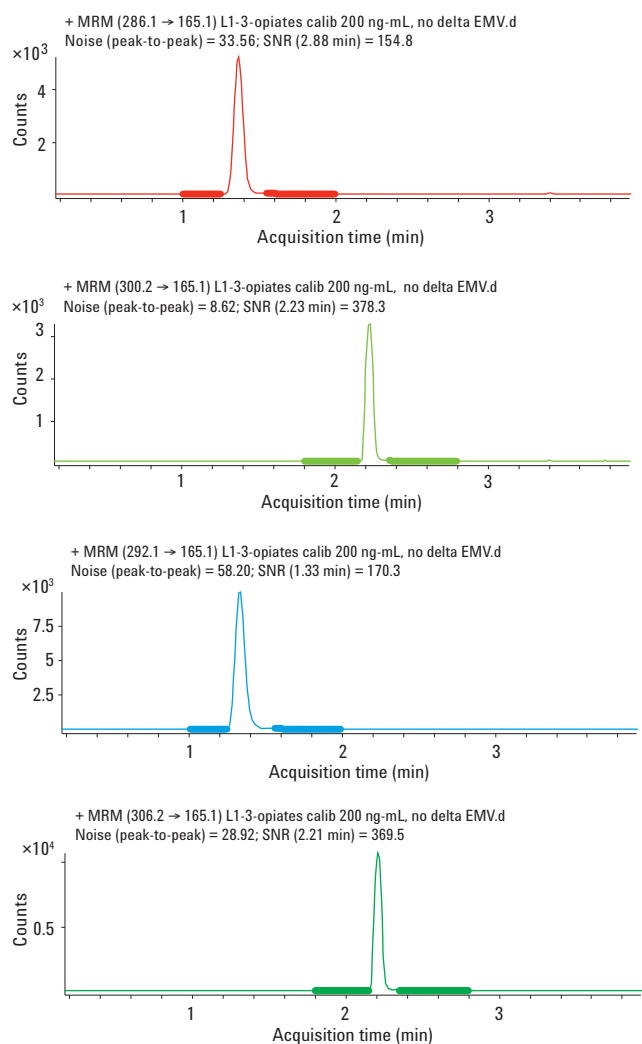 + MRM (286.1 → 165.1) L1-3-opiates calib 200 ng-mL, no delta EMV.d
Noise (peak-to-peak) = 33.56; SNR (2.88 min) = 154.8
×10³
4
2
Counts
1 2 3
Acquisition time (min)
+ MRM (300.2 → 165.1) L1-3-opiates calib 200 ng-mL, no delta EMV.d
Noise (peak-to-peak) = 8.62; SNR (2.23 min) = 378.3
×10³
3
2
1
Counts
1 2 3
Acquisition time (min)
+ MRM (292.1 → 165.1) L1-3-opiates calib 200 ng-mL, no delta EMV.d
Noise (peak-to-peak) = 58.20; SNR (1.33 min) = 170.3
×10³
7.5
5
2.5
Counts
1 2 3
Acquisition time (min)
+ MRM (306.2 → 165.1) L1-3-opiates calib 200 ng-mL, no delta EMV.d
Noise (peak-to-peak) = 28.92; SNR (2.21 min) = 369.5
×10⁴
0.5
Counts
1 2 3
Acquisition time (min)